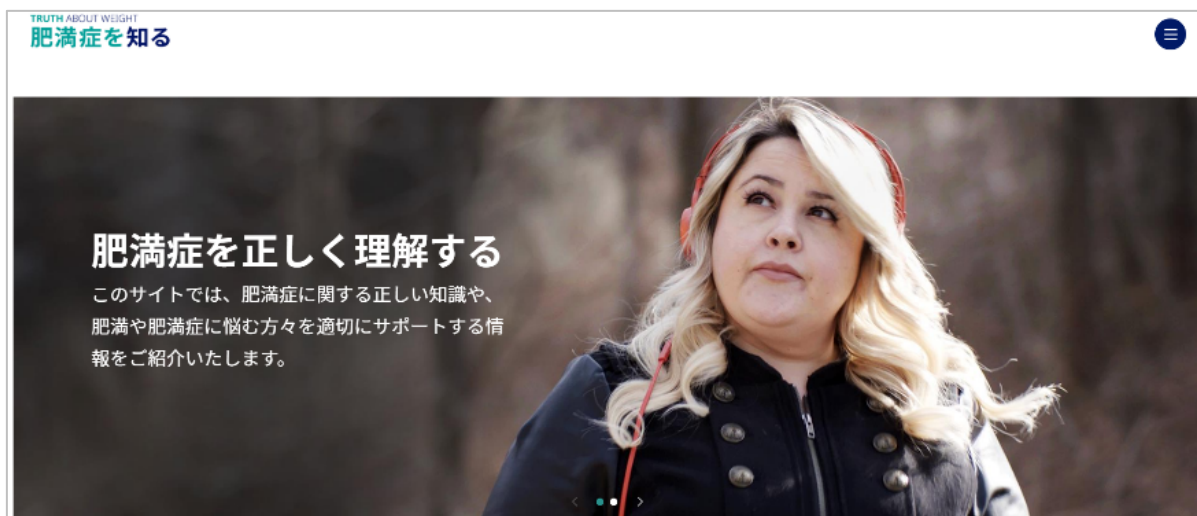 TRUTH ABOUT WEIGHT
肥満症を知る
肥満症を正しく理解する
このサイトでは、肥満症に関する正しい知識や、
肥満や肥満症に悩む方々を適切にサポートする情
報をご紹介いたします。